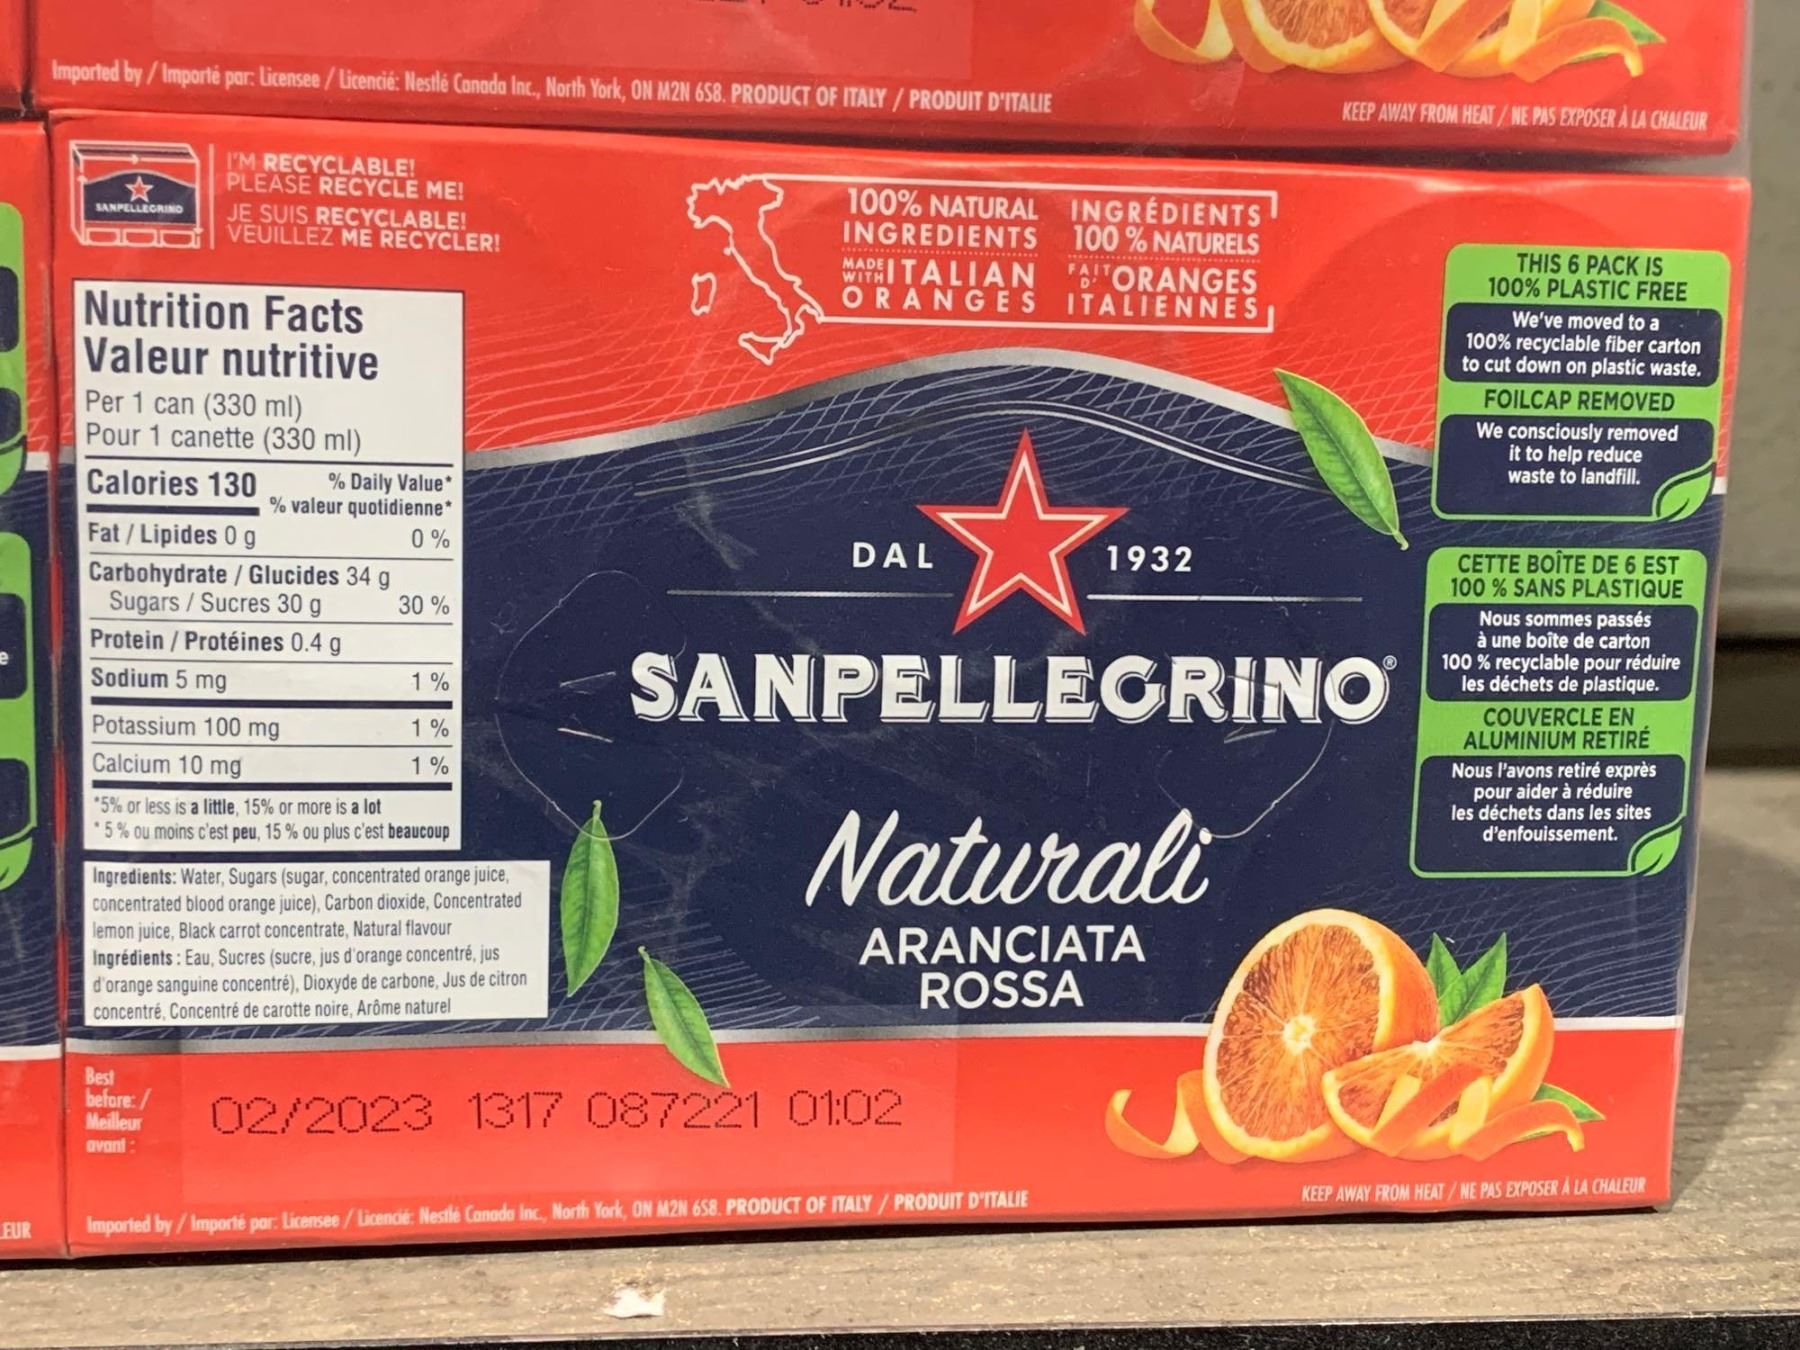 Imported by / Importé par: Licensee / Licencié: Nestlé Canada Inc., North York, ON M2N 6S8. PRODUCT OF ITALY / PRODUIT D'ITALIE
KEEP AWAY FROM HEAT / NE PAS EXPOSER À LA CHALEUR
SANPELLEGRINO
I'M RECYCLABLE!
PLEASE RECYCLE ME!
JE SUIS RECYCLABLE!
VEUILLEZ ME RECYCLER!
100% NATURAL
INGREDIENTS
MADE WITH ITALIAN
ORANGES
INGRÉDIENTS
100 % NATURELS
FAIT D' ORANGES
ITALIENNES
Nutrition Facts
Valeur nutritive
Per 1 can (330 ml)
Pour 1 canette (330 ml)
Calories 130 % Daily Value*
% valeur quotidienne*
Fat / Lipides 0 g 0 %
Carbohydrate / Glucides 34 g
Sugars / Sucres 30 g 30 %
Protein / Protéines 0.4 g
Sodium 5 mg 1 %
Potassium 100 mg 1 %
Calcium 10 mg 1 %
*5% or less is a little, 15% or more is a lot
*5 % ou moins c'est peu, 15 % ou plus c'est beaucoup
Ingredients: Water, Sugars (sugar, concentrated orange juice,
concentrated blood orange juice), Carbon dioxide, Concentrated
lemon juice, Black carrot concentrate, Natural flavour
Ingrédients : Eau, Sucres (sucre, jus d'orange concentré, jus
d'orange sanguine concentré), Dioxyde de carbone, Jus de citron
concentré, Concentré de carotte noire, Arôme naturel
DAL 1932
SANPELLEGRINO®
Naturali
ARANCIATA
ROSSA
THIS 6 PACK IS
100% PLASTIC FREE
We've moved to a
100% recyclable fiber carton
to cut down on plastic waste.
FOILCAP REMOVED
We consciously removed
it to help reduce
waste to landfill.
CETTE BOÎTE DE 6 EST
100 % SANS PLASTIQUE
Nous sommes passés
à une boîte de carton
100 % recyclable pour réduire
les déchets de plastique.
COUVERCLE EN
ALUMINIUM RETIRÉ
Nous l'avons retiré exprès
pour aider à réduire
les déchets dans les sites
d'enfouissement.
Best
before: /
Meilleur
avant :
02/2023 1317 087221 01:02
Imported by / Importé par: Licensee / Licencié: Nestlé Canada Inc., North York, ON M2N 6S8. PRODUCT OF ITALY / PRODUIT D'ITALIE
KEEP AWAY FROM HEAT / NE PAS EXPOSER À LA CHALEUR